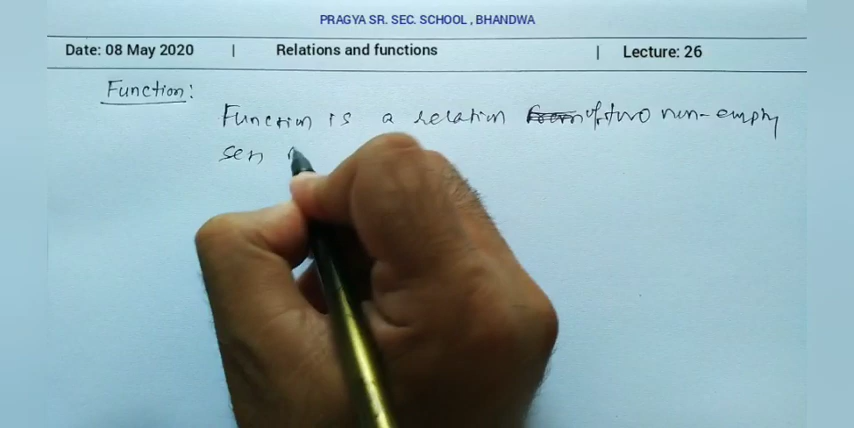 PRAGYA SR. SEC. SCHOOL , BHANDWA
Date: 08 May 2020 | Relations and functions | Lecture: 26
Function:
Function is a relation of two non-empty
sets